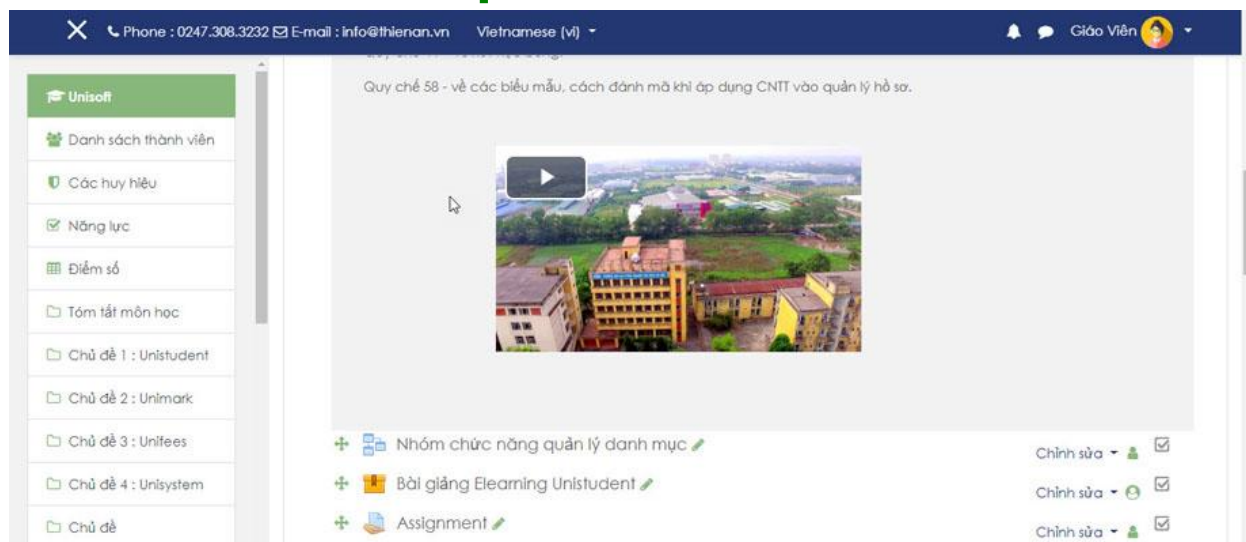 Phone : 0247.308.3232 E-mail : info@thienan.vn Vietnamese (vi) Giáo Viên
Unisoft
Danh sách thành viên
Các huy hiệu
Năng lực
Điểm số
Tóm tắt môn học
Chủ đề 1 : Unistudent
Chủ đề 2 : Unimark
Chủ đề 3 : Unifees
Chủ đề 4 : Unisystem
Chủ đề
Quy chế 58 - về các biểu mẫu, cách đánh mã khi áp dụng CNTT vào quản lý hồ sơ.
Nhóm chức năng quản lý danh mục
Chỉnh sửa
Bài giảng Elearning Unistudent
Chỉnh sửa
Assignment
Chỉnh sửa